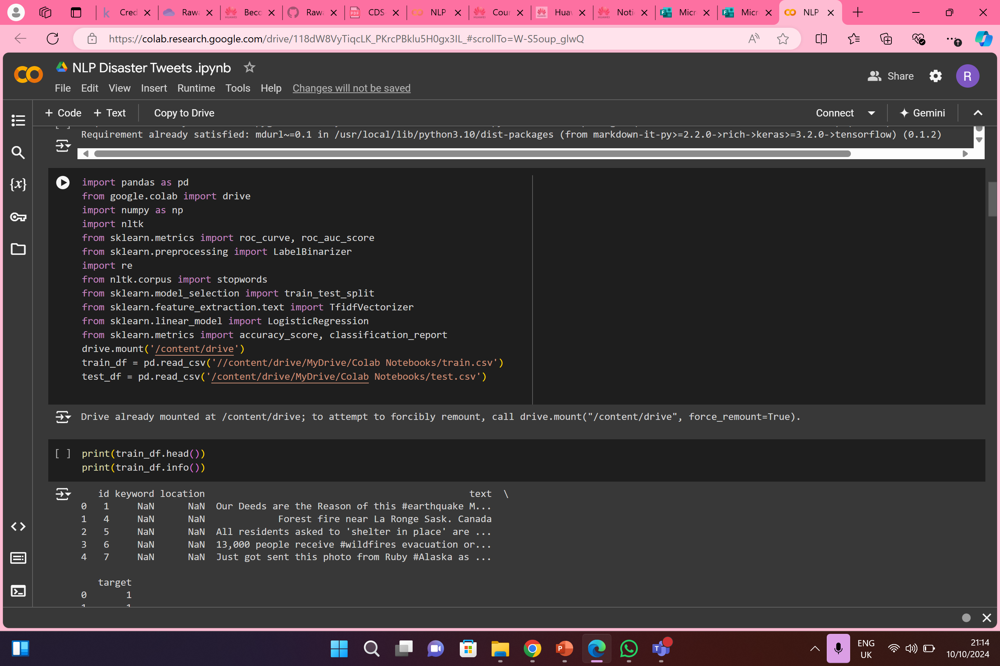 Cred
Rawa
Beco
Rawa
CDS
NLP
Cour
Huaw
Noti
Micr
Micr
NLP
https://colab.research.google.com/drive/118dW8VyTiqcLK_PKrcPBklu5H0gx3IL_#scrollTo=W-S5oup_glwQ
NLP Disaster Tweets .ipynb
File Edit View Insert Runtime Tools Help Changes will not be saved
Share
R
+ Code + Text Copy to Drive
Connect Gemini
Requirement already satisfied: mdurl~=0.1 in /usr/local/lib/python3.10/dist-packages (from markdown-it-py>=2.2.0->rich->keras>=3.2.0->tensorflow) (0.1.2)
import pandas as pd
from google.colab import drive
import numpy as np
import nltk
from sklearn.metrics import roc_curve, roc_auc_score
from sklearn.preprocessing import LabelBinarizer
import re
from nltk.corpus import stopwords
from sklearn.model_selection import train_test_split
from sklearn.feature_extraction.text import TfidfVectorizer
from sklearn.linear_model import LogisticRegression
from sklearn.metrics import accuracy_score, classification_report
drive.mount('/content/drive')
train_df = pd.read_csv('//content/drive/MyDrive/Colab Notebooks/train.csv')
test_df = pd.read_csv('/content/drive/MyDrive/Colab Notebooks/test.csv')
Drive already mounted at /content/drive; to attempt to forcibly remount, call drive.mount("/content/drive", force_remount=True).
[ ] print(train_df.head())
print(train_df.info())
id keyword location text \
0 1 NaN NaN Our Deeds are the Reason of this #earthquake M...
1 4 NaN NaN Forest fire near La Ronge Sask. Canada
2 5 NaN NaN All residents asked to 'shelter in place' are ...
3 6 NaN NaN 13,000 people receive #wildfires evacuation or...
4 7 NaN NaN Just got sent this photo from Ruby #Alaska as ...
target
0 1
ENG
UK
21:14
10/10/2024